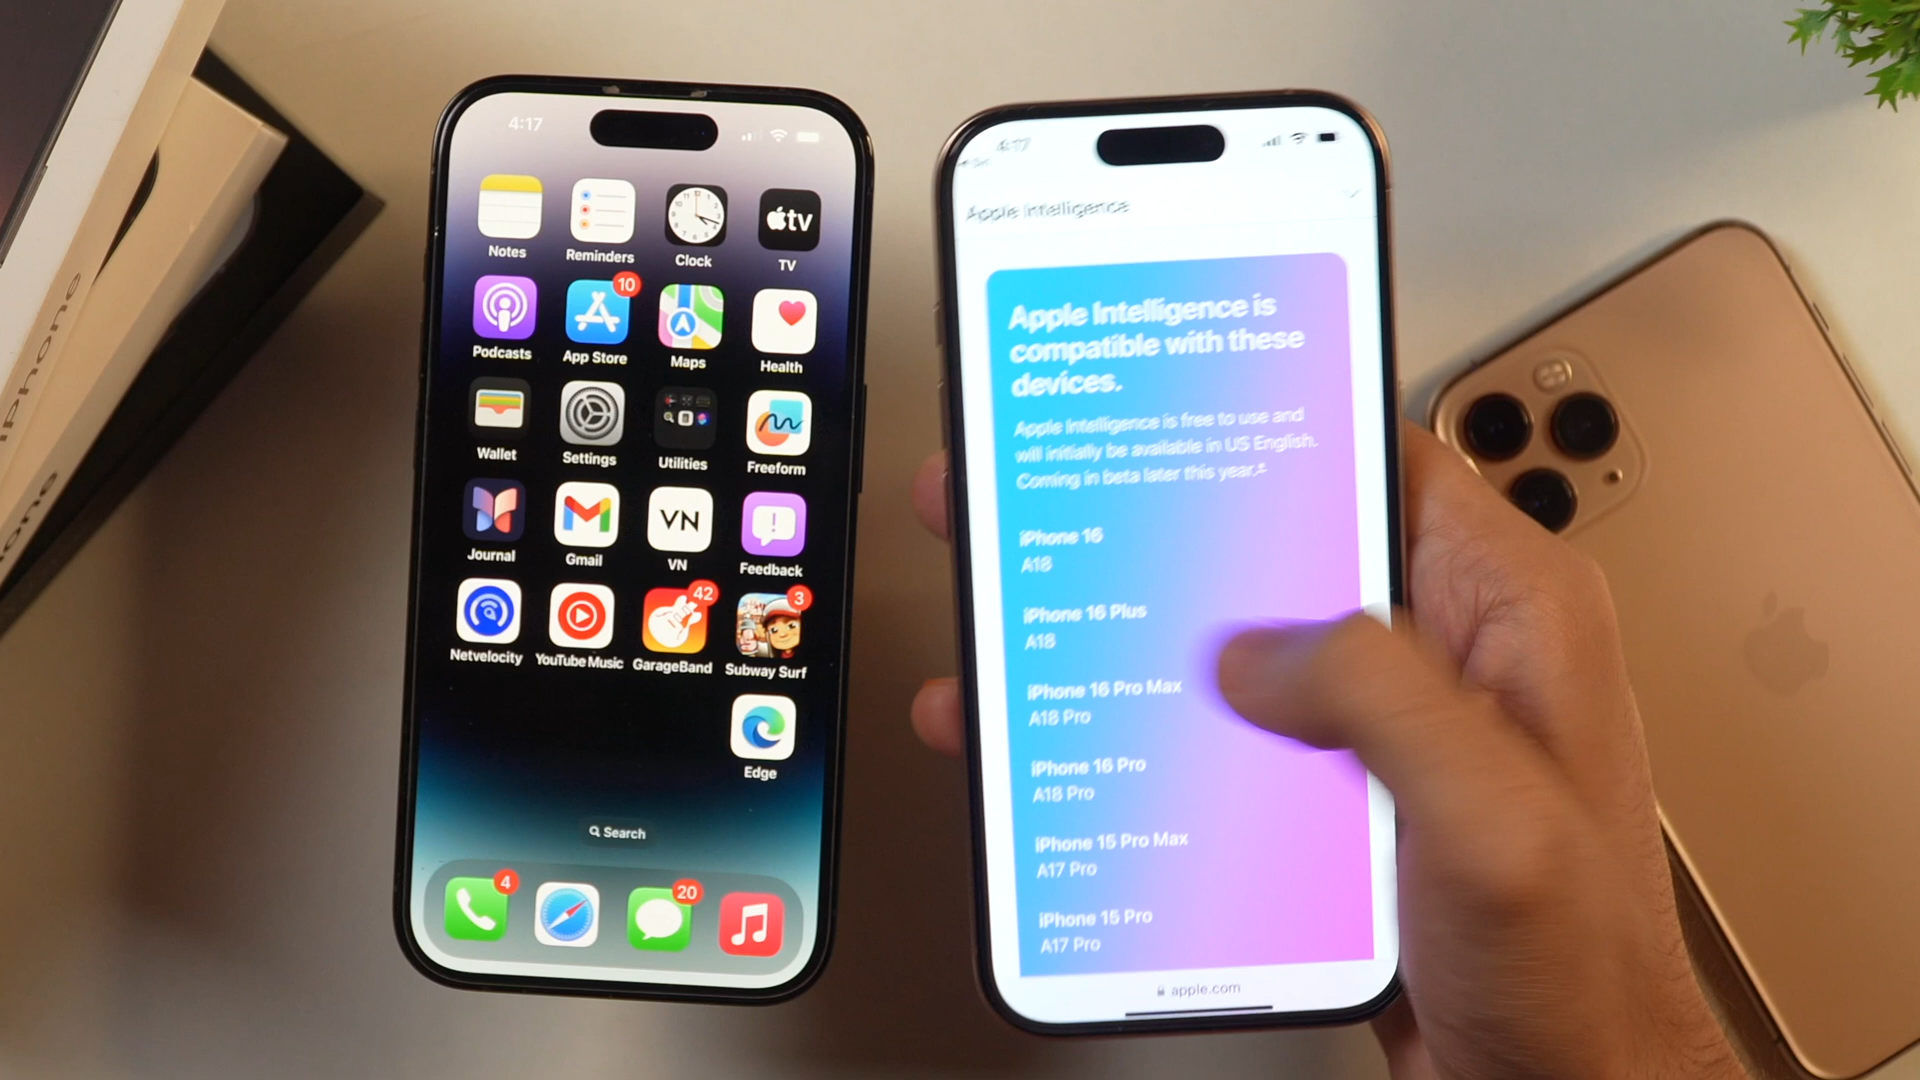 iPhone
one
4:17
Notes
Reminders
Clock
tv
TV
10
Podcasts
App Store
Maps
Health
Wallet
Settings
Utilities
Freeform
VN
Journal
Gmail
VN
Feedback
42
3
Netvelocity
YouTube Music
GarageBand
Subway Surf
Edge
Search
4
20
4:17
Apple Intelligence
Apple Intelligence is
compatible with these
devices.
Apple Intelligence is free to use and
will initially be available in US English.
Coming in beta later this year.
iPhone 16
A18
iPhone 16 Plus
A18
iPhone 16 Pro Max
A18 Pro
iPhone 16 Pro
A18 Pro
iPhone 15 Pro Max
A17 Pro
iPhone 15 Pro
A17 Pro
apple.com